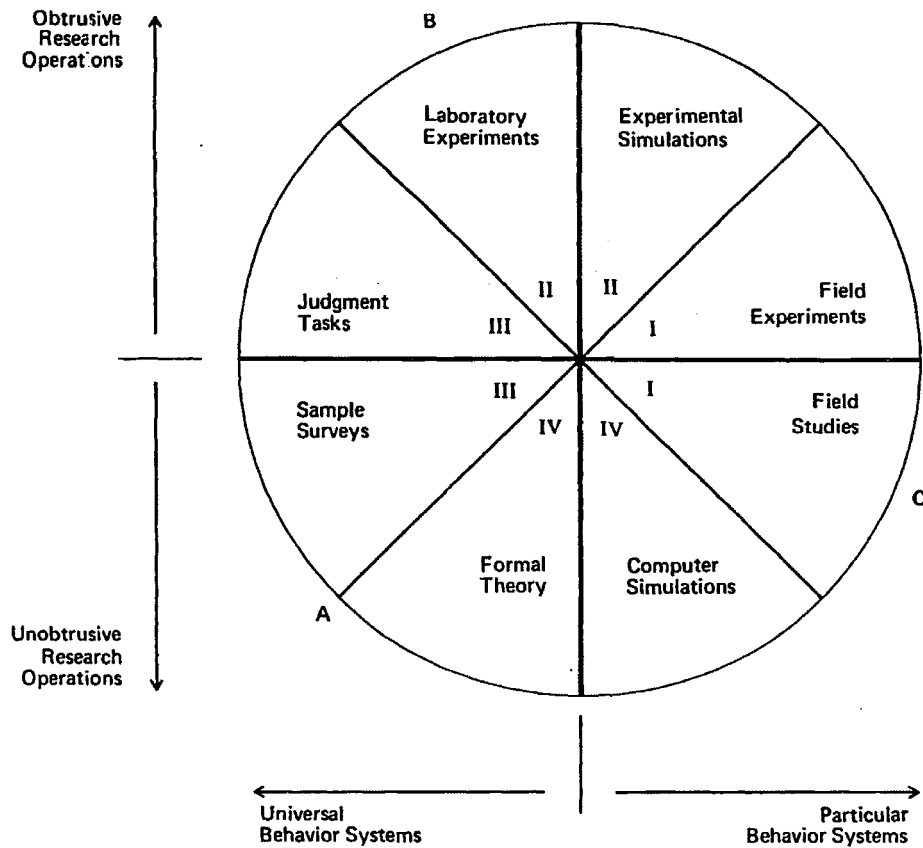 Obtrusive
Research
Operations
B
Laboratory
Experiments
Experimental
Simulations
II
II
Judgment
Tasks
III
I
Field
Experiments
III
I
Sample
Surveys
Field
Studies
IV
IV
C
Formal
Theory
Computer
Simulations
A
Unobtrusive
Research
Operations
Universal
Behavior Systems
Particular
Behavior Systems